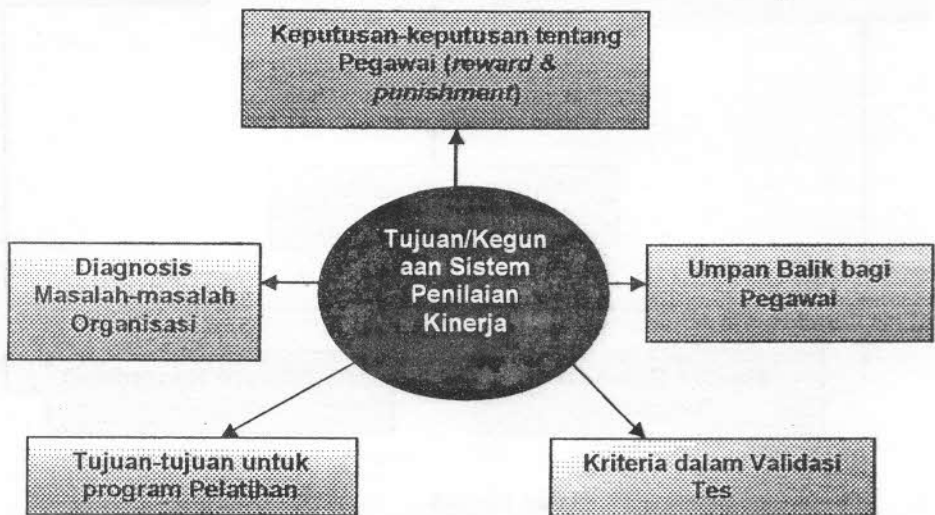 Keputusan-keputusan tentang
Pegawai (reward &
punishment)
Tujuan/Kegun
aan Sistem
Penilaian
Kinerja
Diagnosis
Masalah-masalah
Organisasi
Umpan Balik bagi
Pegawai
Tujuan-tujuan untuk
program Pelatihan
Kriteria dalam Validasi
Tes